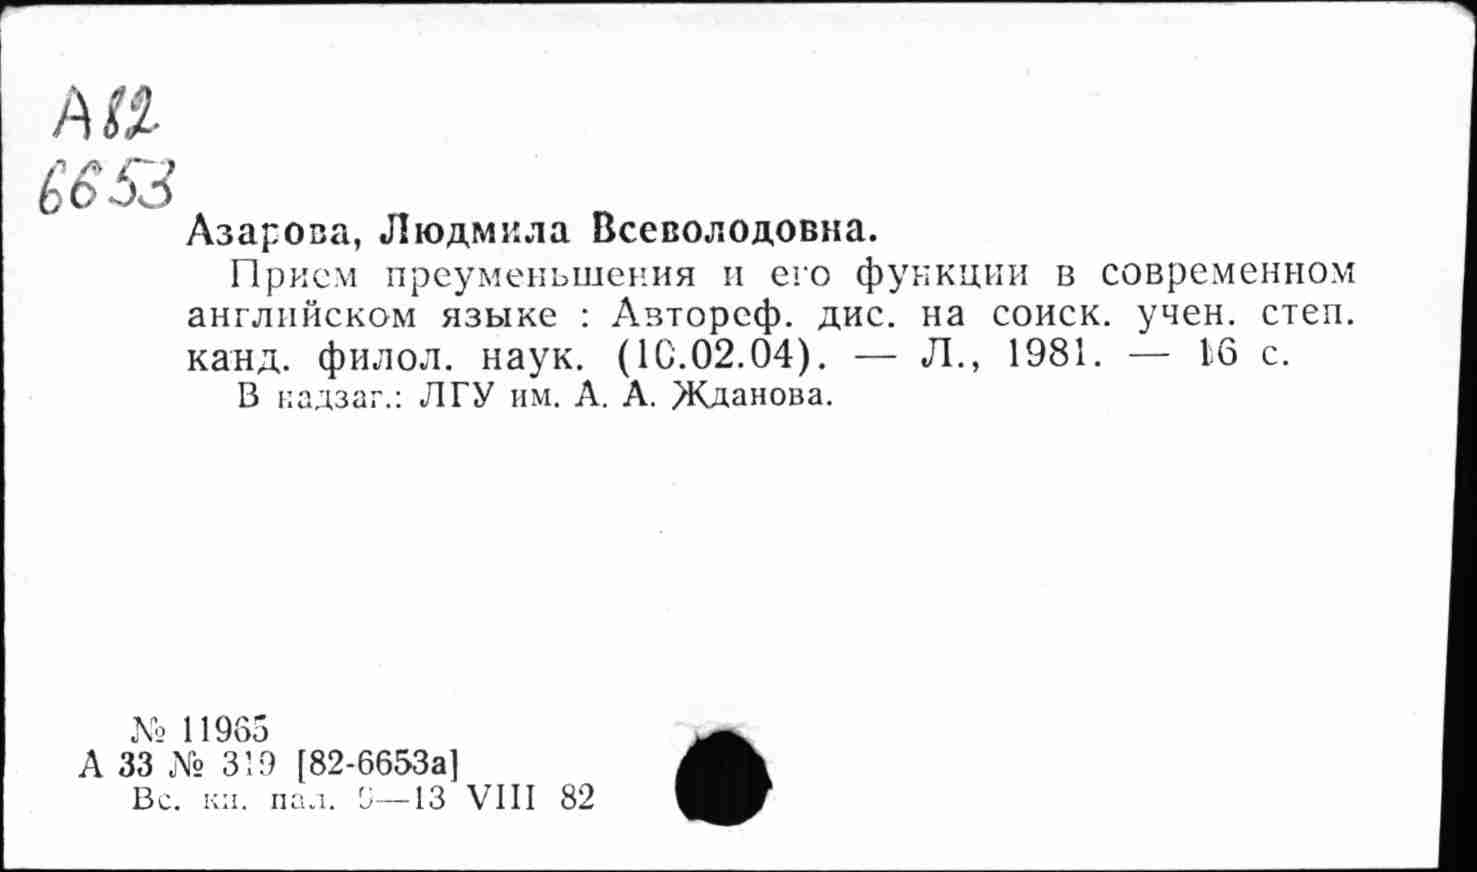 А82
6653
Азарова, Людмила Всеволодовна.
Прием преуменьшения и его функции в современном
английском языке : Автореф. дис. на соиск. учен. степ.
канд. филол. наук. (10.02.04). — Л., 1981. — 16 с.
В надзаг.: ЛГУ им. А. А. Жданова.
№ 11965
А 33 № 319 [82-6653а]
Вс. кн. пал. 9—13 VIII 82